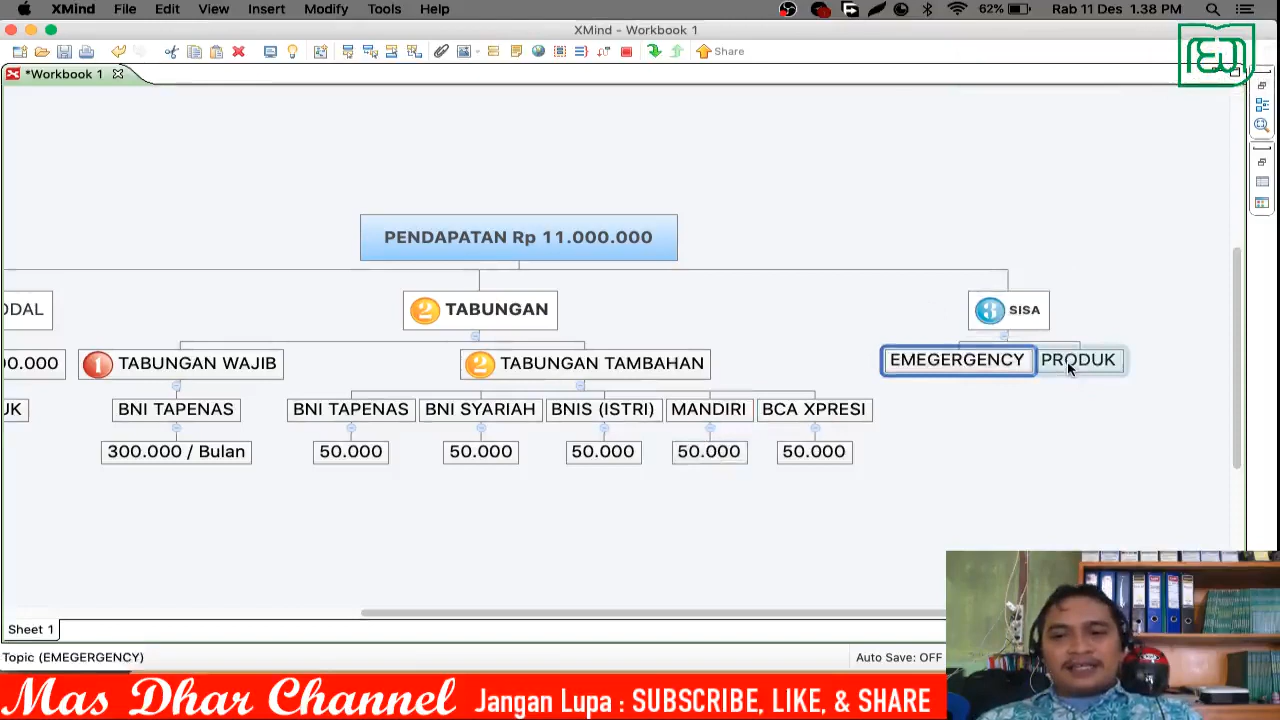 XMind File Edit View Insert Modify Tools Help 62% Rab 11 Des 1.38 PM
XMind - Workbook 1
Share
*Workbook 1
PENDAPATAN Rp 11.000.000
2 TABUNGAN
3 SISA
1 TABUNGAN WAJIB
2 TABUNGAN TAMBAHAN
EMEGERGENCY
PRODUK
BNI TAPENAS
BNI TAPENAS
BNI SYARIAH
BNIS (ISTRI)
MANDIRI
BCA XPRESI
300.000 / Bulan
50.000
50.000
50.000
50.000
50.000
Sheet 1
Topic (EMEGERGENCY)
Auto Save: OFF
Mas Dhar Channel Jangan Lupa : SUBSCRIBE, LIKE, & SHARE